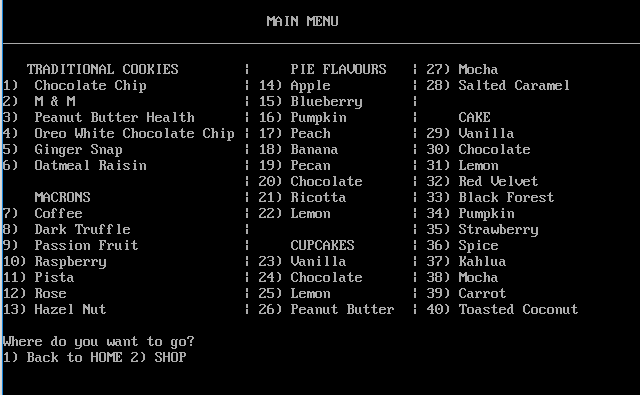 MAIN MENU
TRADITIONAL COOKIES | PIE FLAVOURS | 27) Mocha
1) Chocolate Chip | 14) Apple | 28) Salted Caramel
2) M & M | 15) Blueberry |
3) Peanut Butter Health | 16) Pumpkin | CAKE
4) Oreo White Chocolate Chip | 17) Peach | 29) Vanilla
5) Ginger Snap | 18) Banana | 30) Chocolate
6) Oatmeal Raisin | 19) Pecan | 31) Lemon
| 20) Chocolate | 32) Red Velvet
MACRONS | 21) Ricotta | 33) Black Forest
7) Coffee | 22) Lemon | 34) Pumpkin
8) Dark Truffle | | 35) Strawberry
9) Passion Fruit | CUPCAKES | 36) Spice
10) Raspberry | 23) Vanilla | 37) Kahlua
11) Pista | 24) Chocolate | 38) Mocha
12) Rose | 25) Lemon | 39) Carrot
13) Hazel Nut | 26) Peanut Butter | 40) Toasted Coconut
Where do you want to go?
1) Back to HOME 2) SHOP